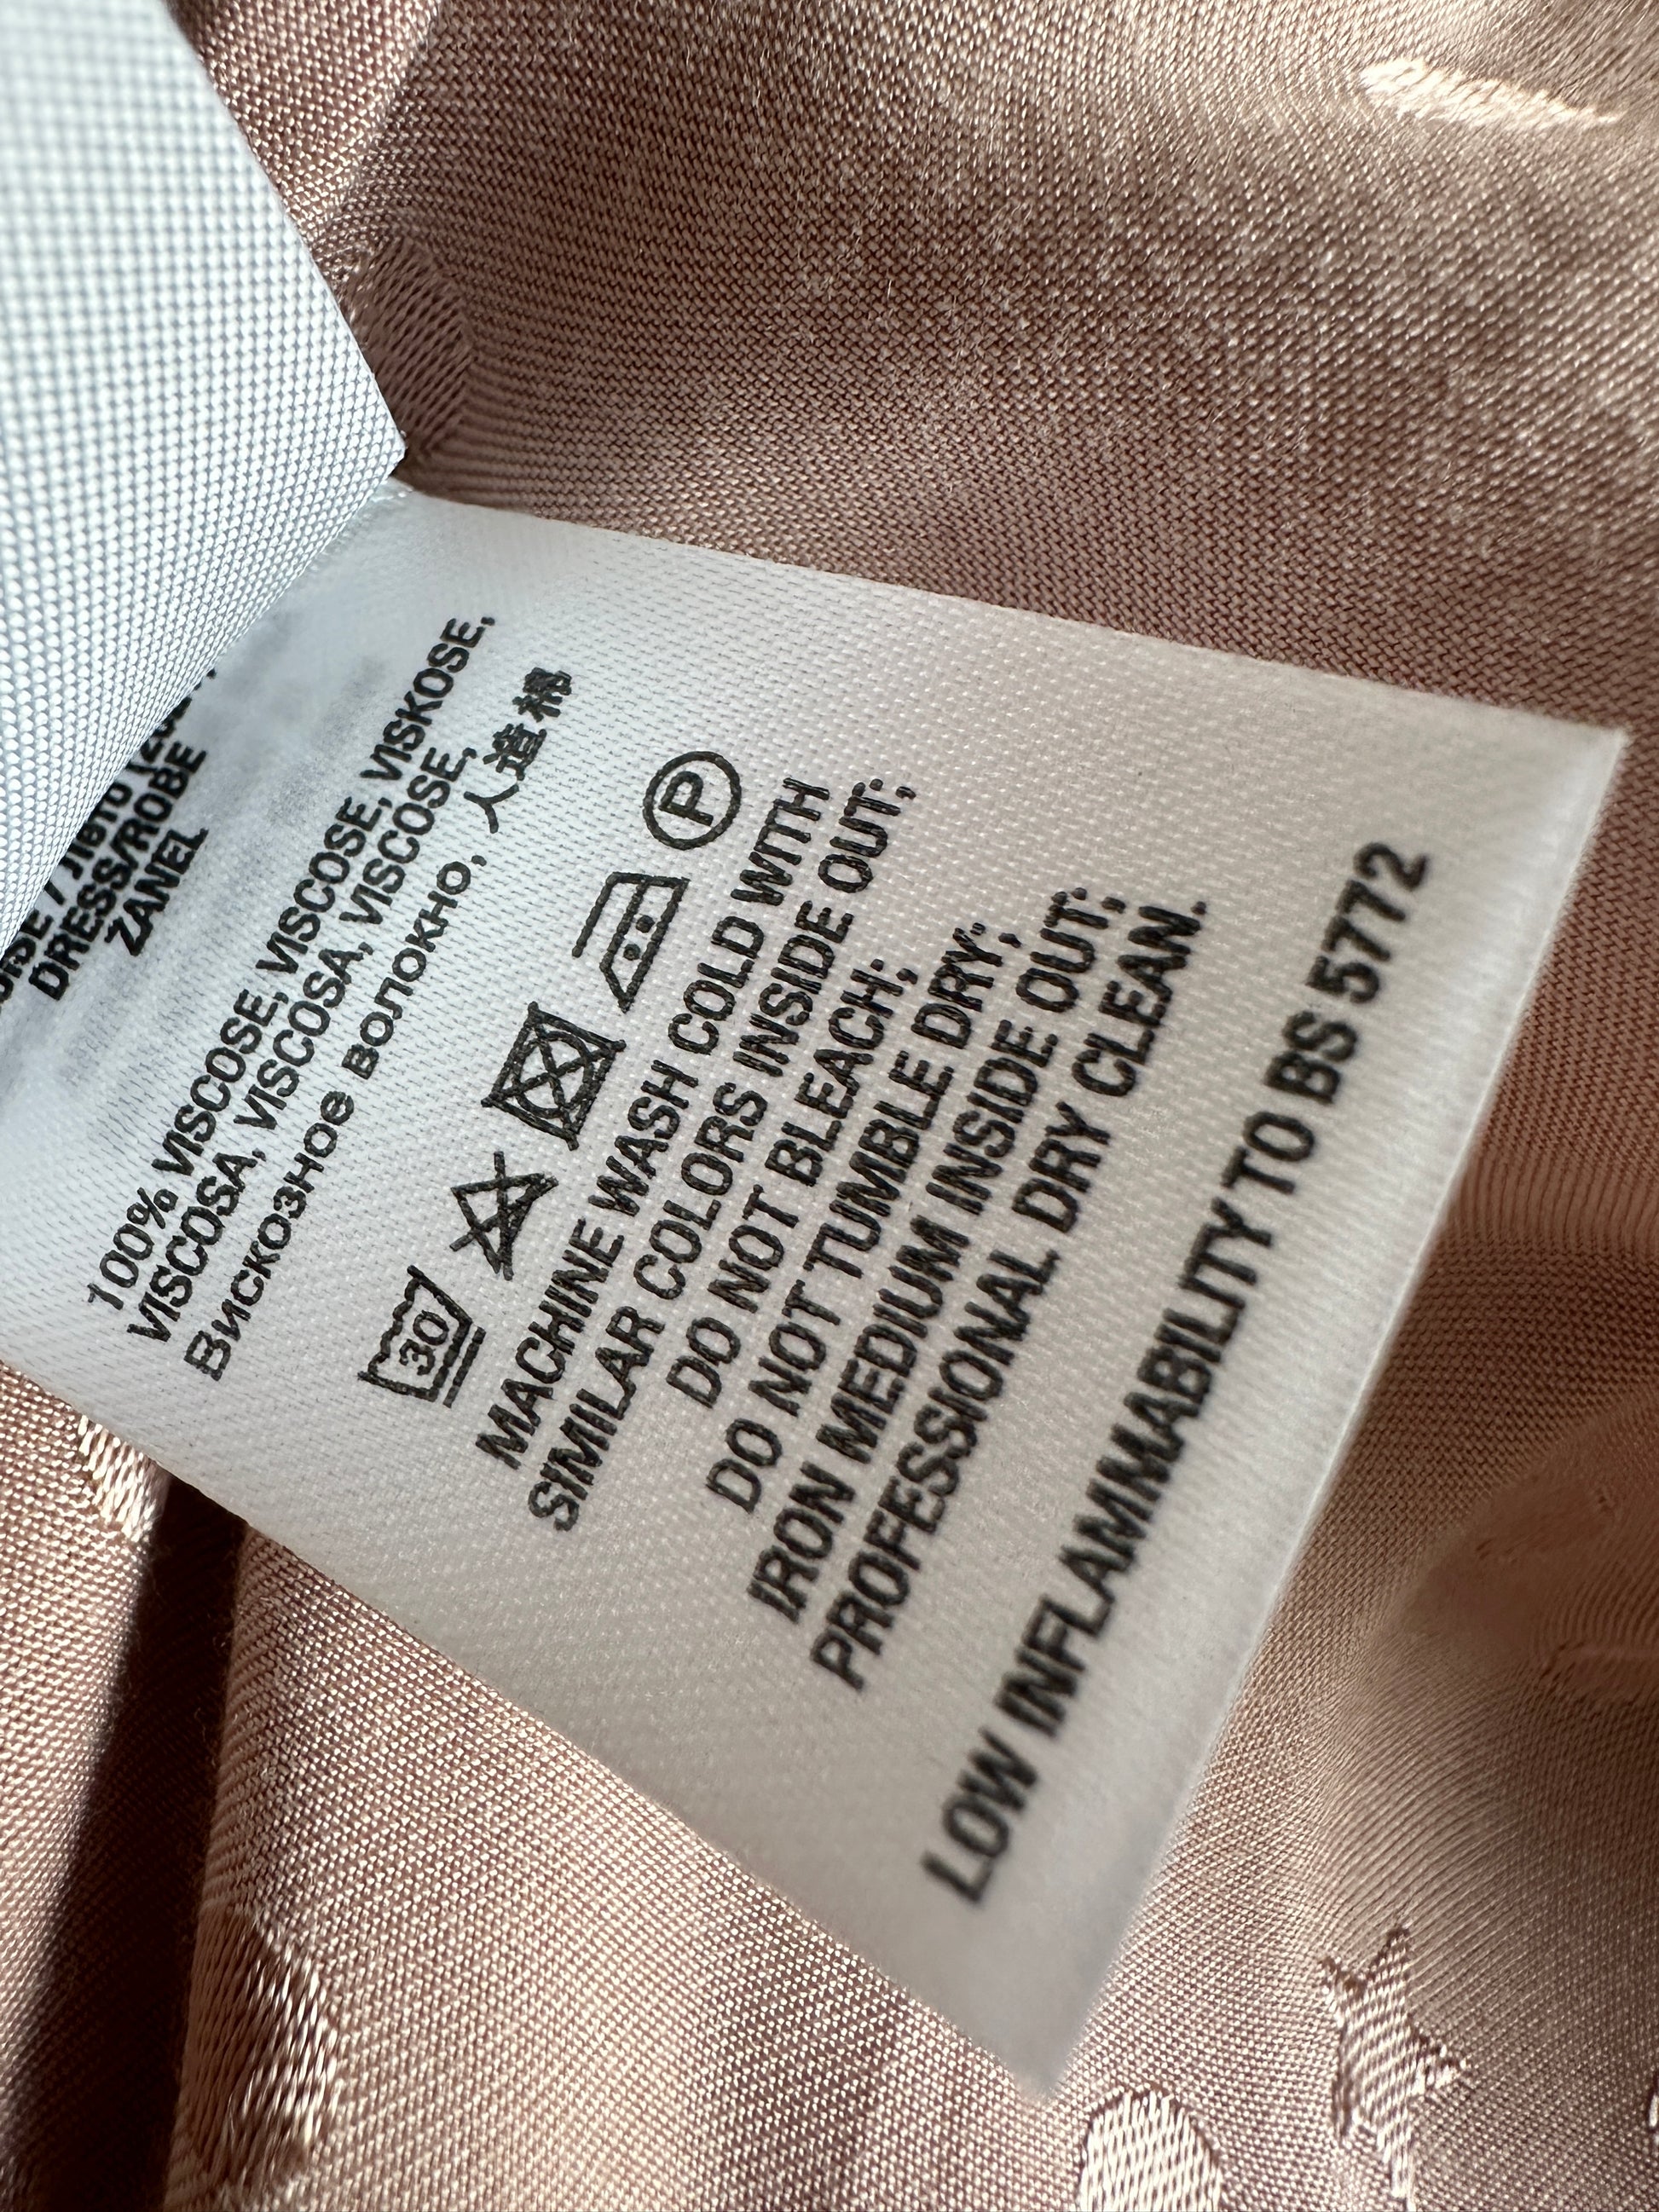 DRESS/ROBE
ZANEL
100% VISCOSE, VISCOSE, VISCOSE, VISKOSE,
VISCOSA, VISCOSA, VISCOSA, VISCOSE,
Вискозное волокно, 人造棉
30 P
MACHINE WASH COLD WITH
SIMILAR COLORS INSIDE OUT;
DO NOT BLEACH;
DO NOT TUMBLE DRY;
IRON MEDIUM INSIDE OUT;
PROFESSIONAL DRY CLEAN.
LOW INFLAMMABILITY TO BS 5772